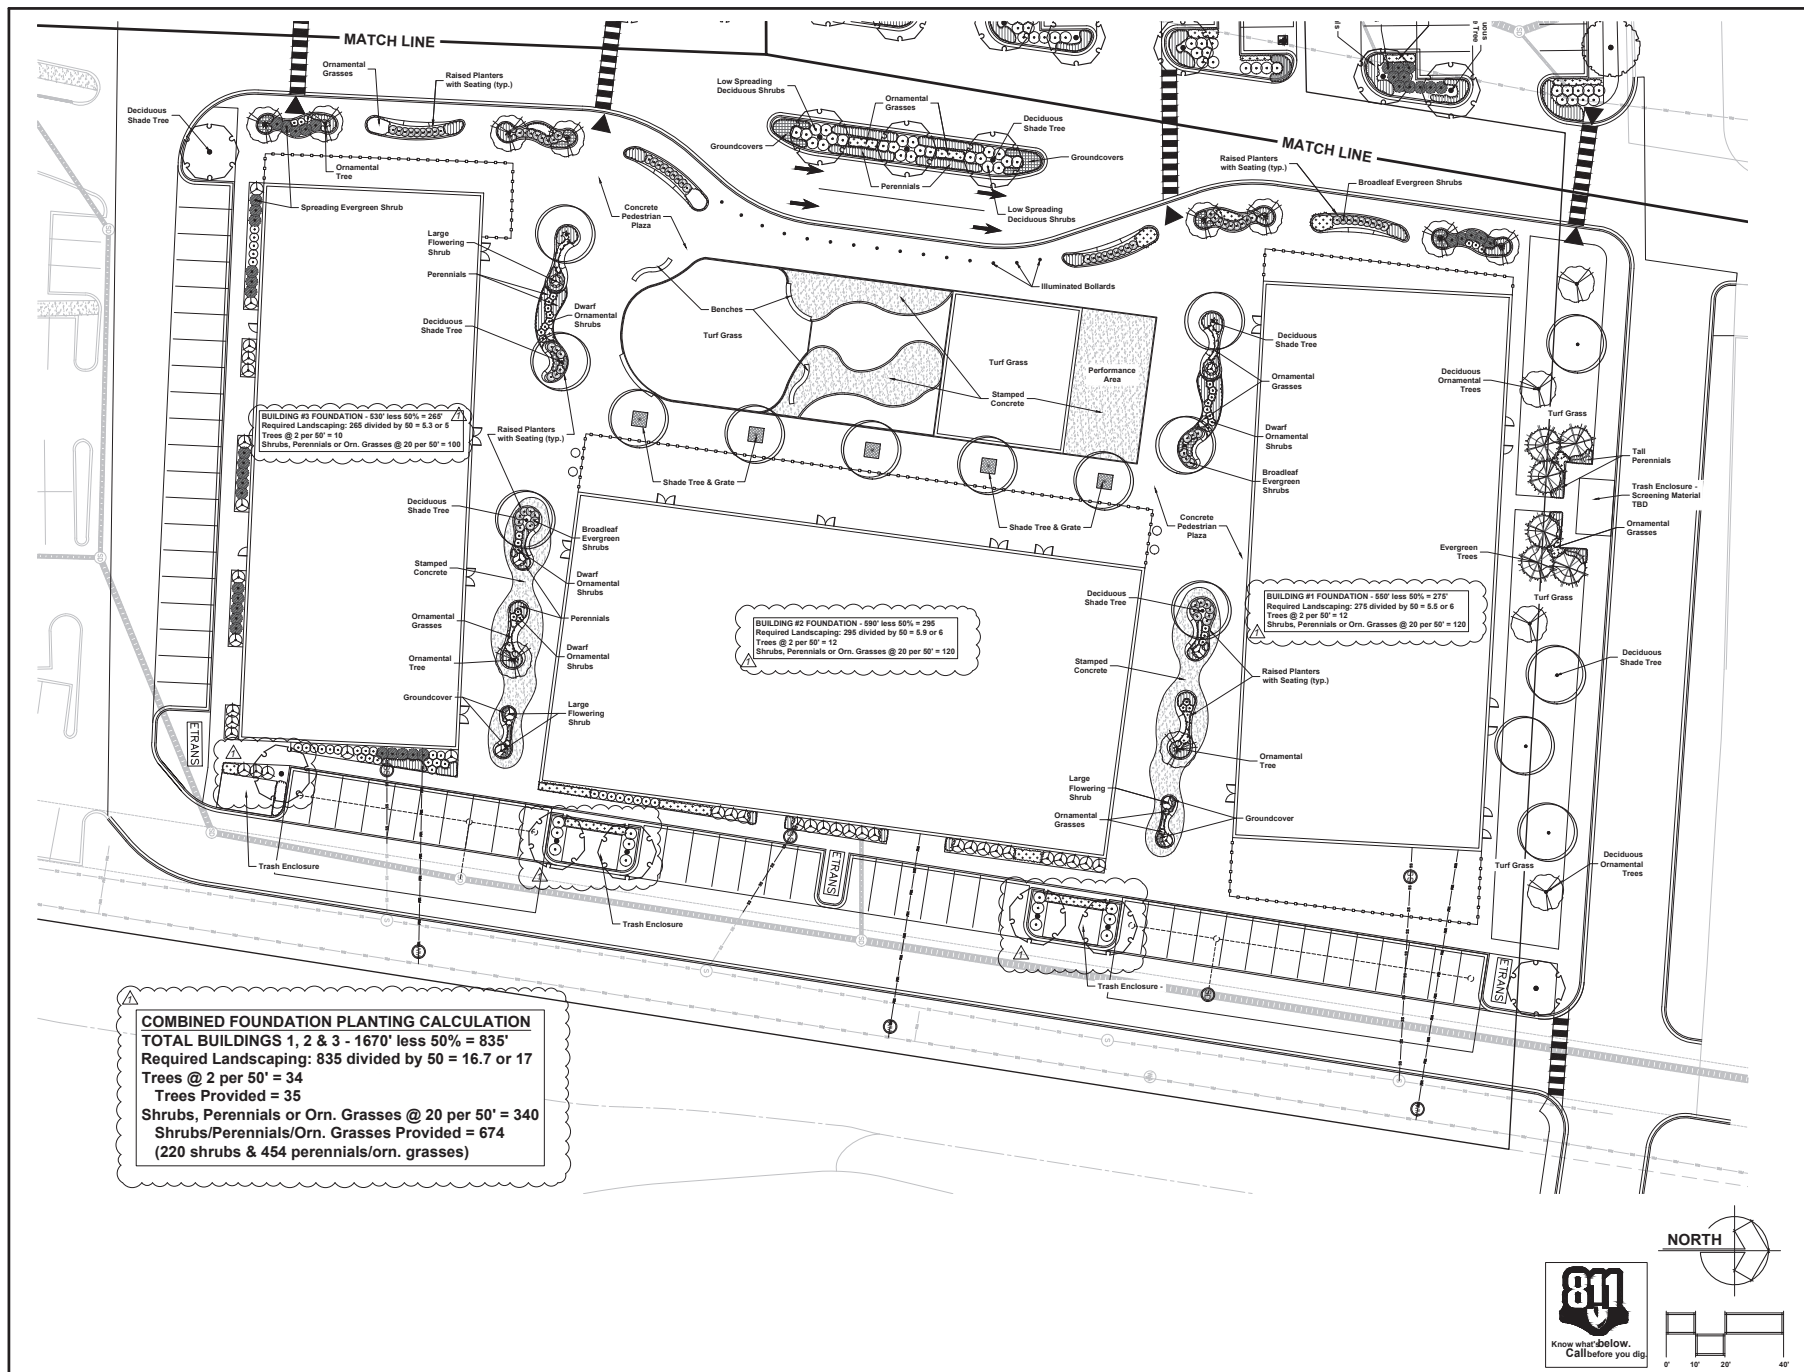 MATCH LINE
Ornamental
Grasses
Raised Planters
with Seating (typ.)
Deciduous
Shade Tree
Ornamental
Tree
Spreading Evergreen Shrub
Low Spreading
Deciduous Shrubs
Ornamental
Grasses
Deciduous
Shade Tree
Groundcovers
Groundcovers
Perennials
Low Spreading
Deciduous Shrubs
MATCH LINE
Raised Planters
with Seating (typ.)
Broadleaf Evergreen Shrubs
Concrete
Pedestrian
Plaza
Large
Flowering
Shrub
Perennials
Dwarf
Ornamental
Shrubs
Deciduous
Shade Tree
Benches
Turf Grass
Illuminated Bollards
Turf Grass
Performance
Area
Stamped
Concrete
Deciduous
Shade Tree
Ornamental
Grasses
Dwarf
Ornamental
Shrubs
Broadleaf
Evergreen
Shrubs
Deciduous
Ornamental
Trees
Turf Grass
Tall
Perennials
Trash Enclosure -
Screening Material
TBD
Ornamental
Grasses
Evergreen
Trees
Turf Grass
BUILDING #3 FOUNDATION - 530' less 50% = 265'
Required Landscaping: 265 divided by 50 = 5.3 or 5
Trees @ 2 per 50' = 10
Shrubs, Perennials or Orn. Grasses @ 20 per 50' = 100
1
Raised Planters
with Seating (typ.)
Shade Tree & Grate
Shade Tree & Grate
Concrete
Pedestrian
Plaza
Deciduous
Shade Tree
Broadleaf
Evergreen
Shrubs
Stamped
Concrete
Dwarf
Ornamental
Shrubs
Ornamental
Grasses
Perennials
Ornamental
Tree
Dwarf
Ornamental
Shrubs
Groundcover
Large
Flowering
Shrub
BUILDING #2 FOUNDATION - 590' less 50% = 295
Required Landscaping: 295 divided by 50 = 5.9 or 6
Trees @ 2 per 50' = 12
Shrubs, Perennials or Orn. Grasses @ 20 per 50' = 120
1
BUILDING #1 FOUNDATION - 550' less 50% = 275'
Required Landscaping: 275 divided by 50 = 5.5 or 6
Trees @ 2 per 50' = 12
Shrubs, Perennials or Orn. Grasses @ 20 per 50' = 120
1
Deciduous
Shade Tree
Stamped
Concrete
Raised Planters
with Seating (typ.)
Ornamental
Tree
Large
Flowering
Shrub
Ornamental
Grasses
Groundcover
Deciduous
Shade Tree
Turf Grass
Deciduous
Ornamental
Trees
ETRANS
1
Trash Enclosure
1
Trash Enclosure
ETRANS
1
Trash Enclosure -
ETRANS
1
COMBINED FOUNDATION PLANTING CALCULATION
TOTAL BUILDINGS 1, 2 & 3 - 1670' less 50% = 835'
Required Landscaping: 835 divided by 50 = 16.7 or 17
Trees @ 2 per 50' = 34
Trees Provided = 35
Shrubs, Perennials or Orn. Grasses @ 20 per 50' = 340
Shrubs/Perennials/Orn. Grasses Provided = 674
(220 shrubs & 454 perennials/orn. grasses)
NORTH
811
Know what's below.
Call before you dig.
0' 10' 20' 40'